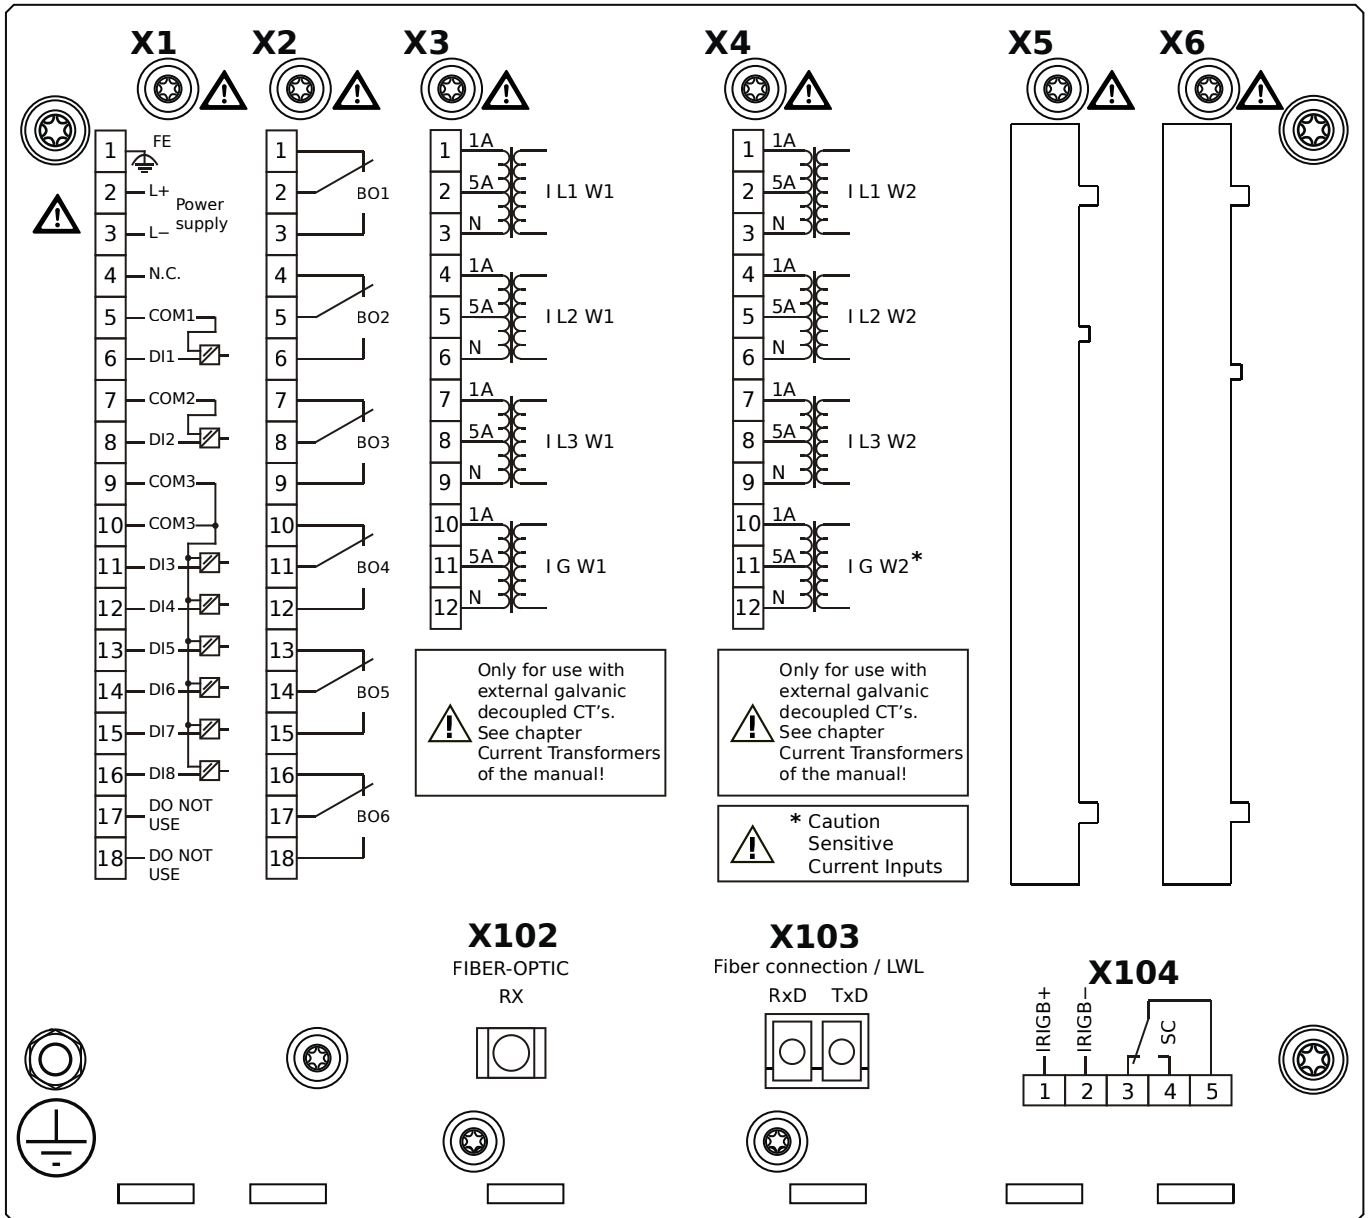 X1 X2 X3 X4 X5 X6
1 FE
2 L+
Power
supply
3 L−
4 N.C.
5 COM1
6 DI1
7 COM2
8 DI2
9 COM3
10 COM3
11 DI3
12 DI4
13 DI5
14 DI6
15 DI7
16 DI8
17 DO NOT
USE
18 DO NOT
USE
1
2 BO1
3
4
5 BO2
6
7
8 BO3
9
10
11 BO4
12
13
14 BO5
15
16
17 BO6
18
1 1A
2 5A I L1 W1
3 N
4 1A
5 5A I L2 W1
6 N
7 1A
8 5A I L3 W1
9 N
10 1A
11 5A I G W1
12 N
Only for use with
external galvanic
decoupled CT's.
See chapter
Current Transformers
of the manual!
1 1A
2 5A I L1 W2
3 N
4 1A
5 5A I L2 W2
6 N
7 1A
8 5A I L3 W2
9 N
10 1A
11 5A I G W2*
12 N
Only for use with
external galvanic
decoupled CT's.
See chapter
Current Transformers
of the manual!
* Caution
Sensitive
Current Inputs
X102
FIBER-OPTIC
RX
X103
Fiber connection / LWL
RxD TxD
X104
IRIGB+
IRIGB−
SC
1 2 3 4 5